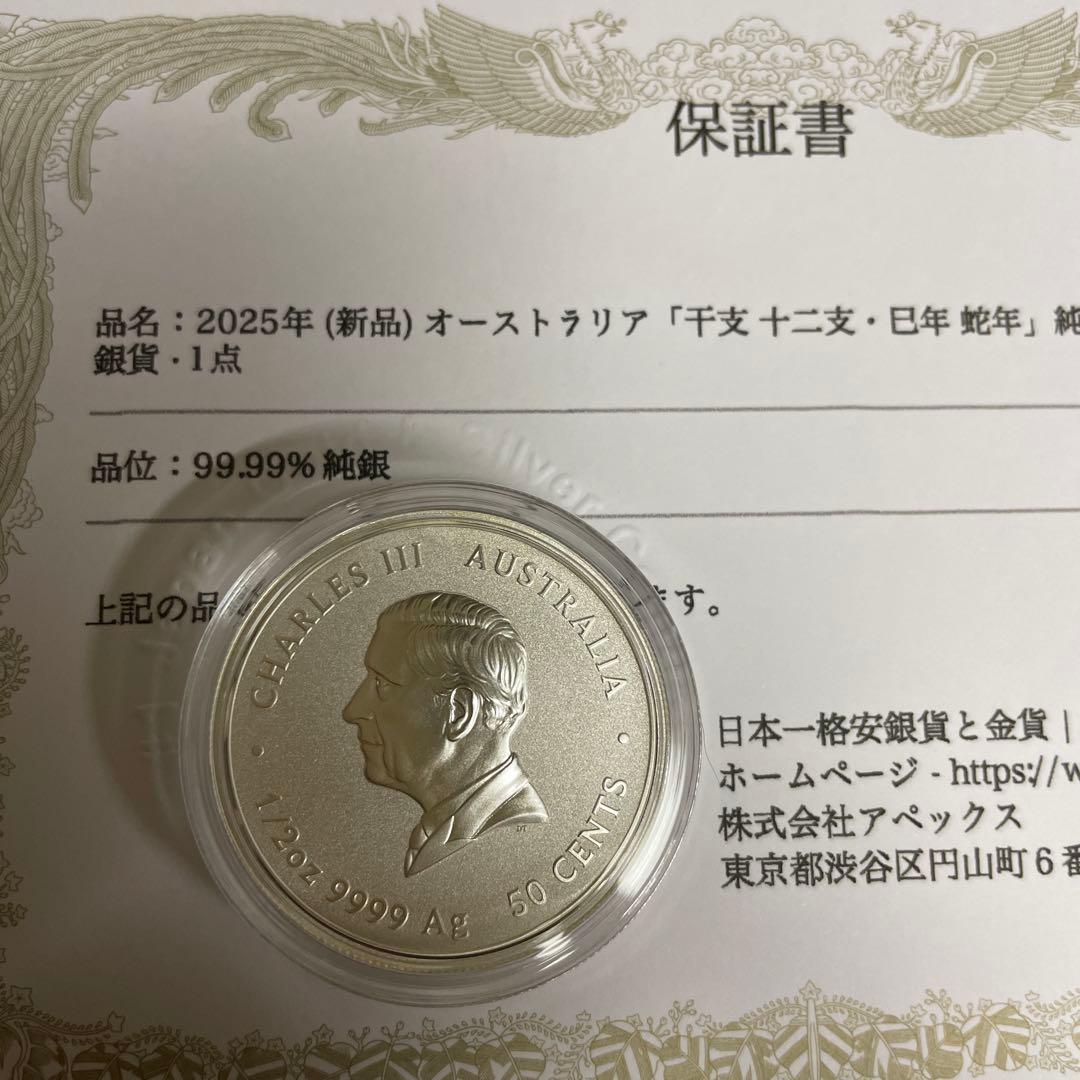 保証書
品名：2025年 (新品) オーストラリア「干支 十二支・巳年 蛇年」純
銀貨・1点
品位：99.99% 純銀
Silver
上記の品
ます。
CHARLES III AUSTRALIA
1/2oz 9999 Ag 50 CENTS
日本一格安銀貨と金貨 |
ホームページ - https://w
株式会社アペックス
東京都渋谷区円山町６番